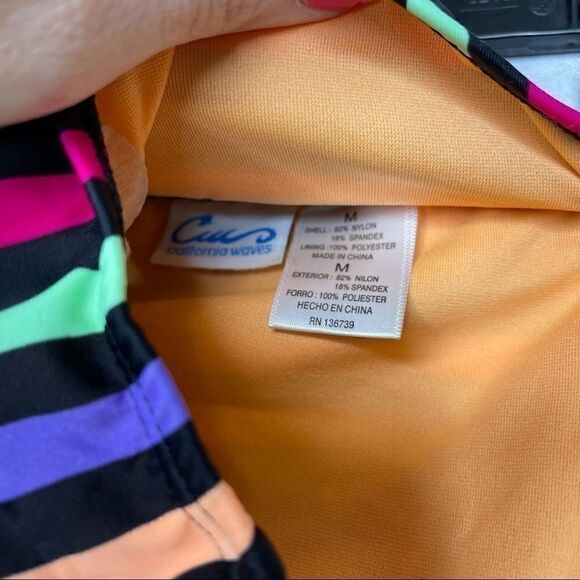 california waves
M
SHELL: 82% NYLON
18% SPANDEX
LINING: 100% POLYESTER
MADE IN CHINA
M
EXTERIOR: 82% NILON
18% SPANDEX
FORRO: 100% POLIESTER
HECHO EN CHINA
RN 136739